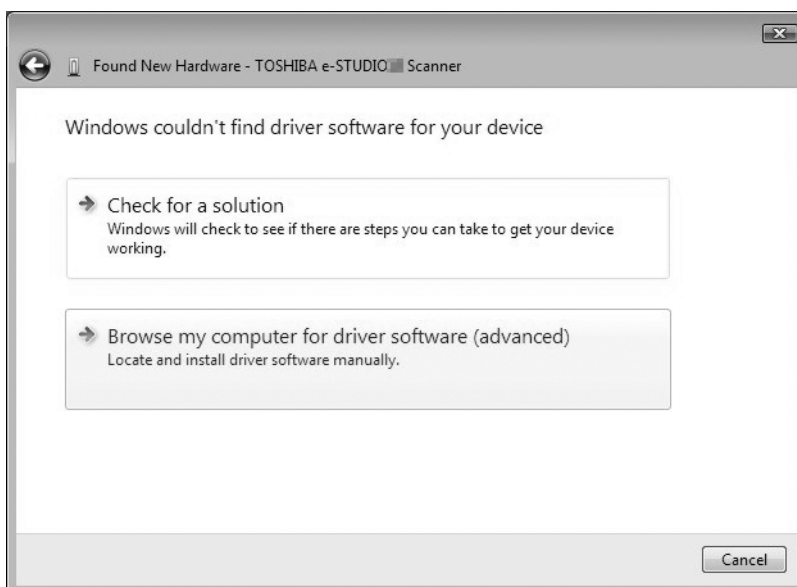 Found New Hardware - TOSHIBA e-STUDIO Scanner
Windows couldn't find driver software for your device
Check for a solution
Windows will check to see if there are steps you can take to get your device
working.
Browse my computer for driver software (advanced)
Locate and install driver software manually.
Cancel